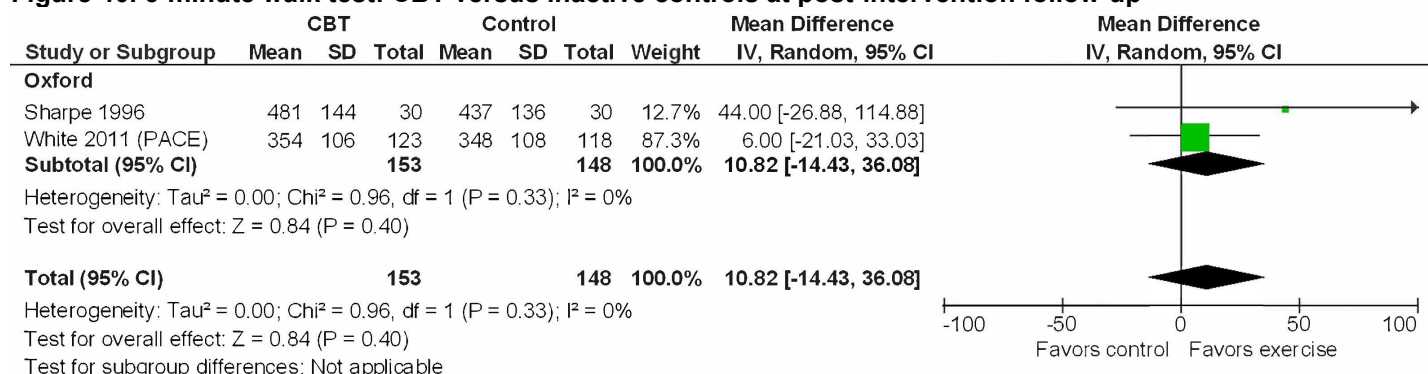 CBT Control Mean Difference Mean Difference
Study or Subgroup Mean SD Total Mean SD Total Weight IV, Random, 95% CI IV, Random, 95% CI
Oxford
Sharpe 1996 481 144 30 437 136 30 12.7% 44.00 [-26.88, 114.88]
White 2011 (PACE) 354 106 123 348 108 118 87.3% 6.00 [-21.03, 33.03]
Subtotal (95% CI) 153 148 100.0% 10.82 [-14.43, 36.08]
Heterogeneity: Tau² = 0.00; Chi² = 0.96, df = 1 (P = 0.33); I² = 0%
Test for overall effect: Z = 0.84 (P = 0.40)
Total (95% CI) 153 148 100.0% 10.82 [-14.43, 36.08]
Heterogeneity: Tau² = 0.00; Chi² = 0.96, df = 1 (P = 0.33); I² = 0%
Test for overall effect: Z = 0.84 (P = 0.40)
Test for subgroup differences: Not applicable
-100 -50 0 50 100
Favors control Favors exercise